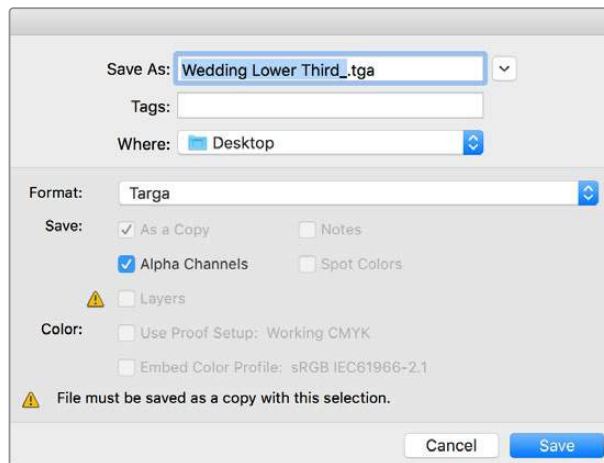 Save As: Wedding Lower Third_.tga
Tags:
Where: Desktop
Format: Targa
Save: As a Copy Notes
Alpha Channels Spot Colors
Layers
Color: Use Proof Setup: Working CMYK
Embed Color Profile: sRGB IEC61966-2.1
File must be saved as a copy with this selection.
Cancel Save